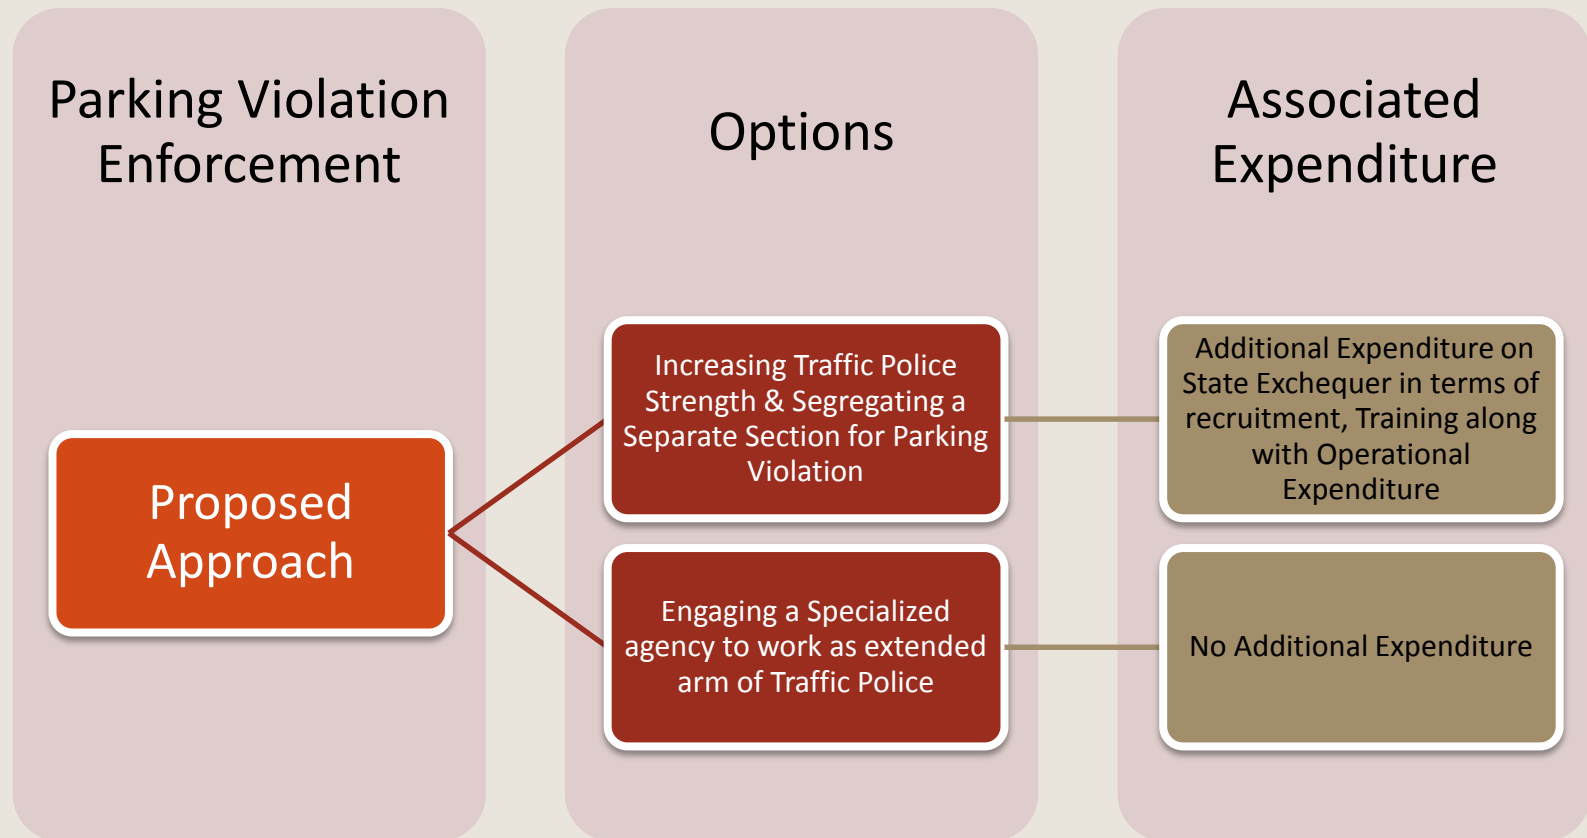 Parking Violation
Enforcement
Options
Associated
Expenditure
Proposed
Approach
Increasing Traffic Police
Strength & Segregating a
Separate Section for Parking
Violation
Additional Expenditure on
State Exchequer in terms of
recruitment, Training along
with Operational
Expenditure
Engaging a Specialized
agency to work as extended
arm of Traffic Police
No Additional Expenditure